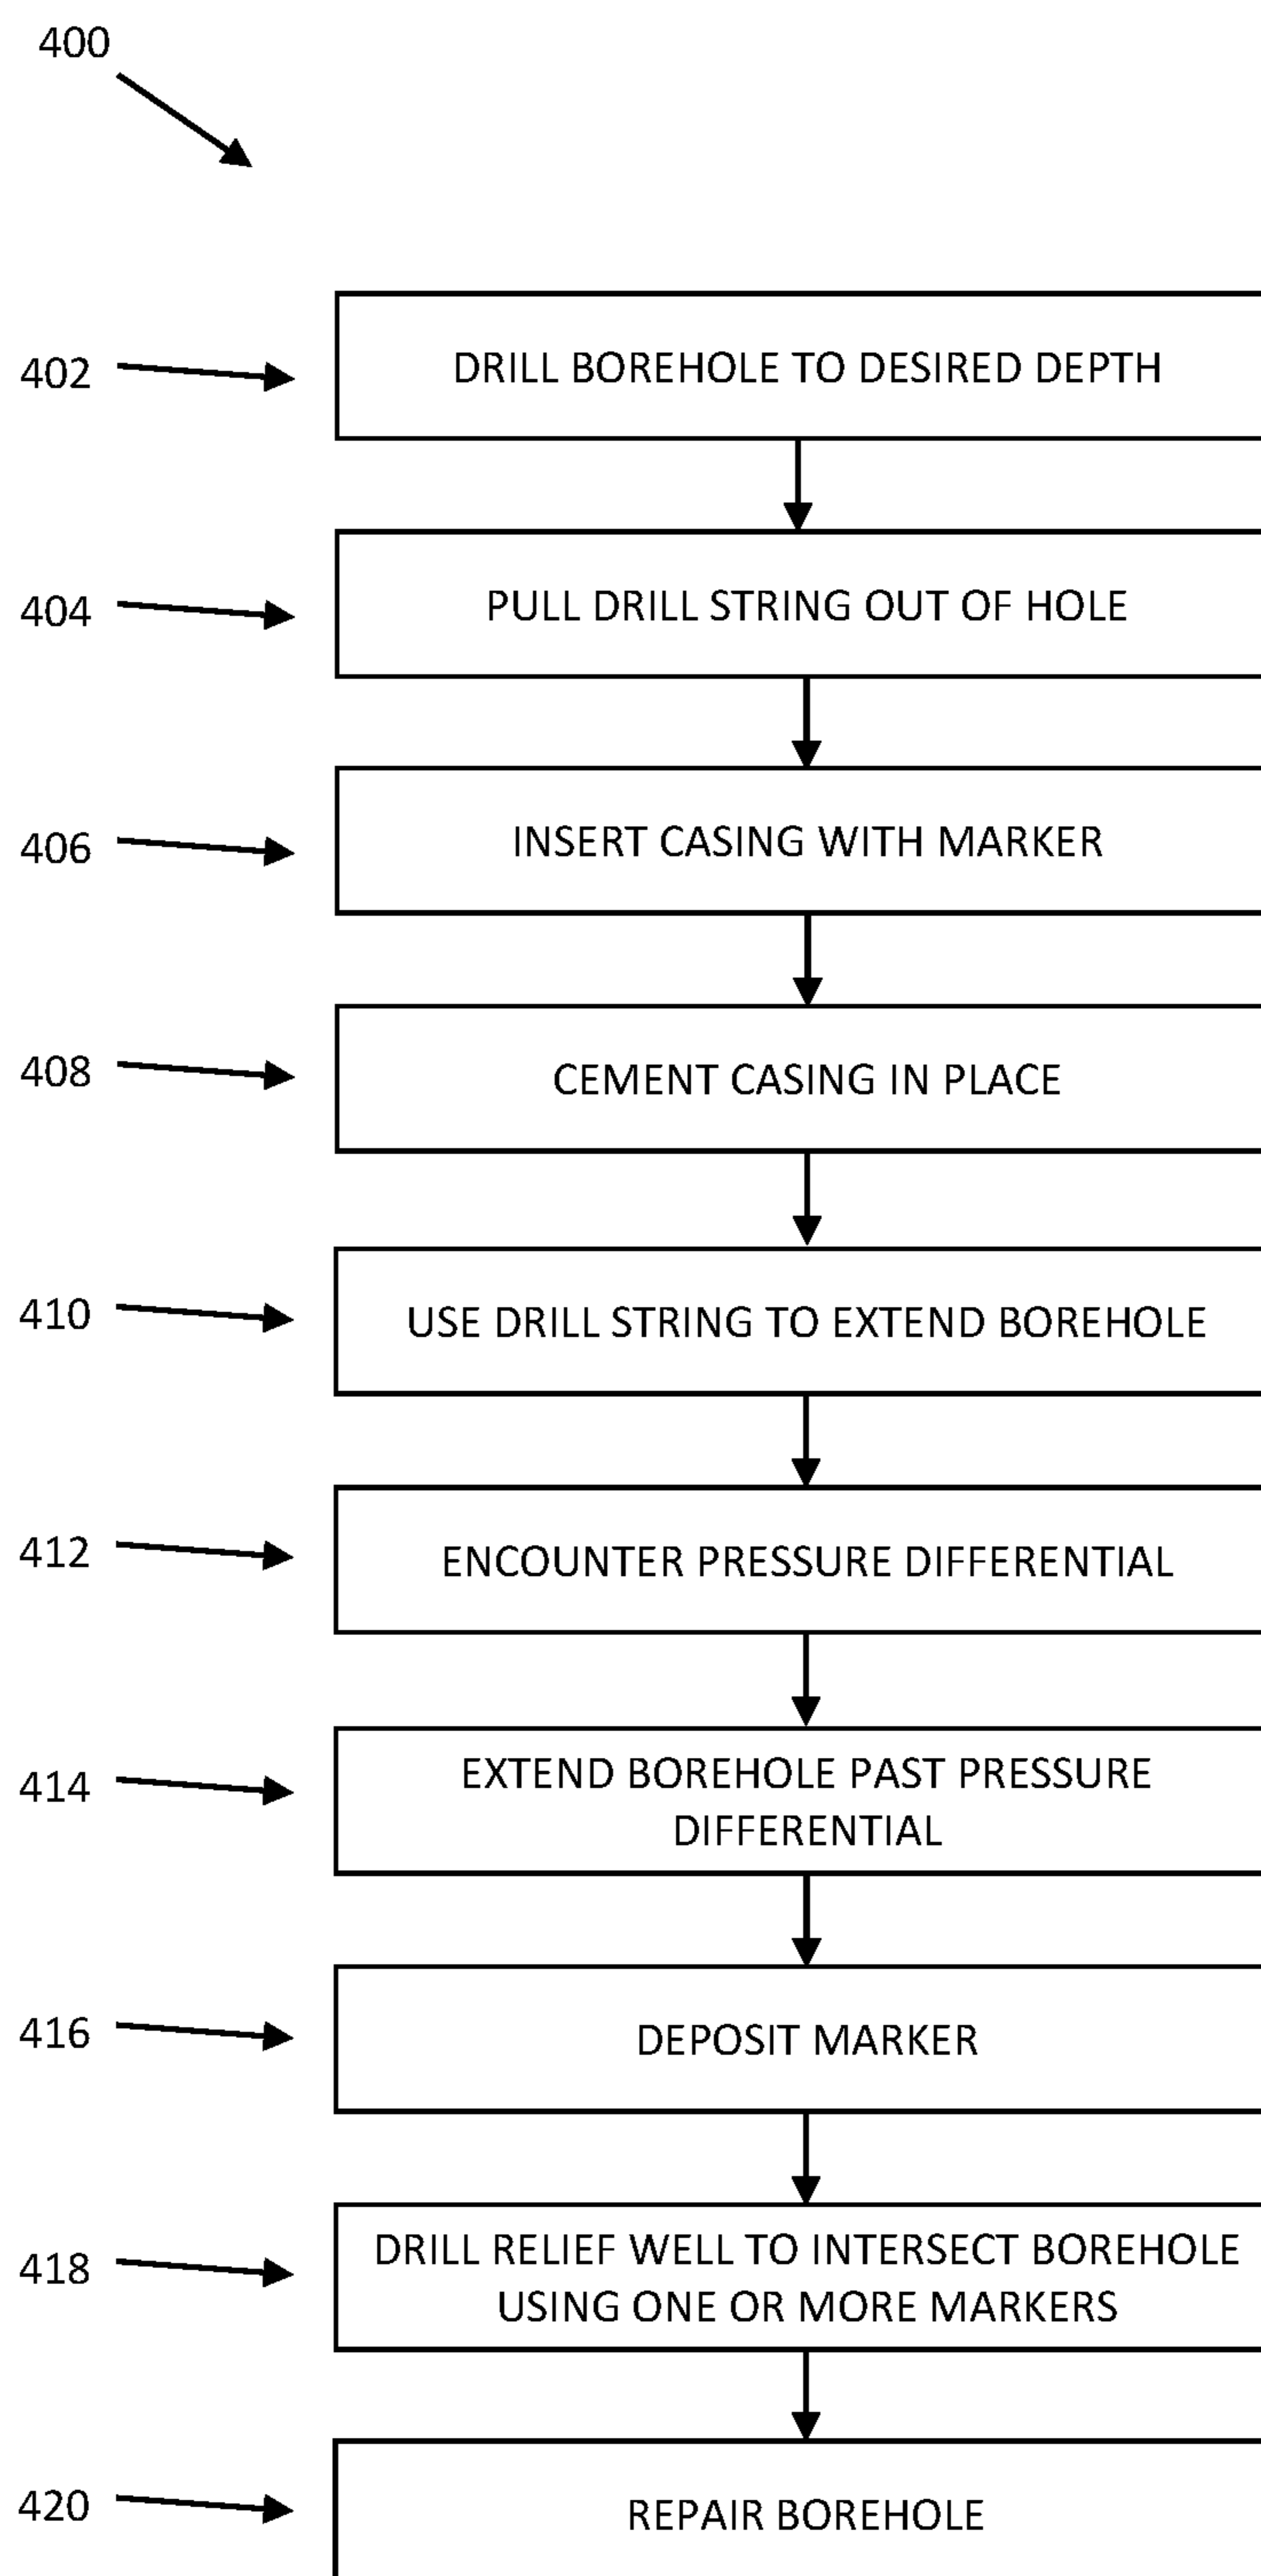 400
402
DRILL BOREHOLE TO DESIRED DEPTH
404
PULL DRILL STRING OUT OF HOLE
406
INSERT CASING WITH MARKER
408
CEMENT CASING IN PLACE
410
USE DRILL STRING TO EXTEND BOREHOLE
412
ENCOUNTER PRESSURE DIFFERENTIAL
414
EXTEND BOREHOLE PAST PRESSURE
DIFFERENTIAL
416
DEPOSIT MARKER
418
DRILL RELIEF WELL TO INTERSECT BOREHOLE
USING ONE OR MORE MARKERS
420
REPAIR BOREHOLE